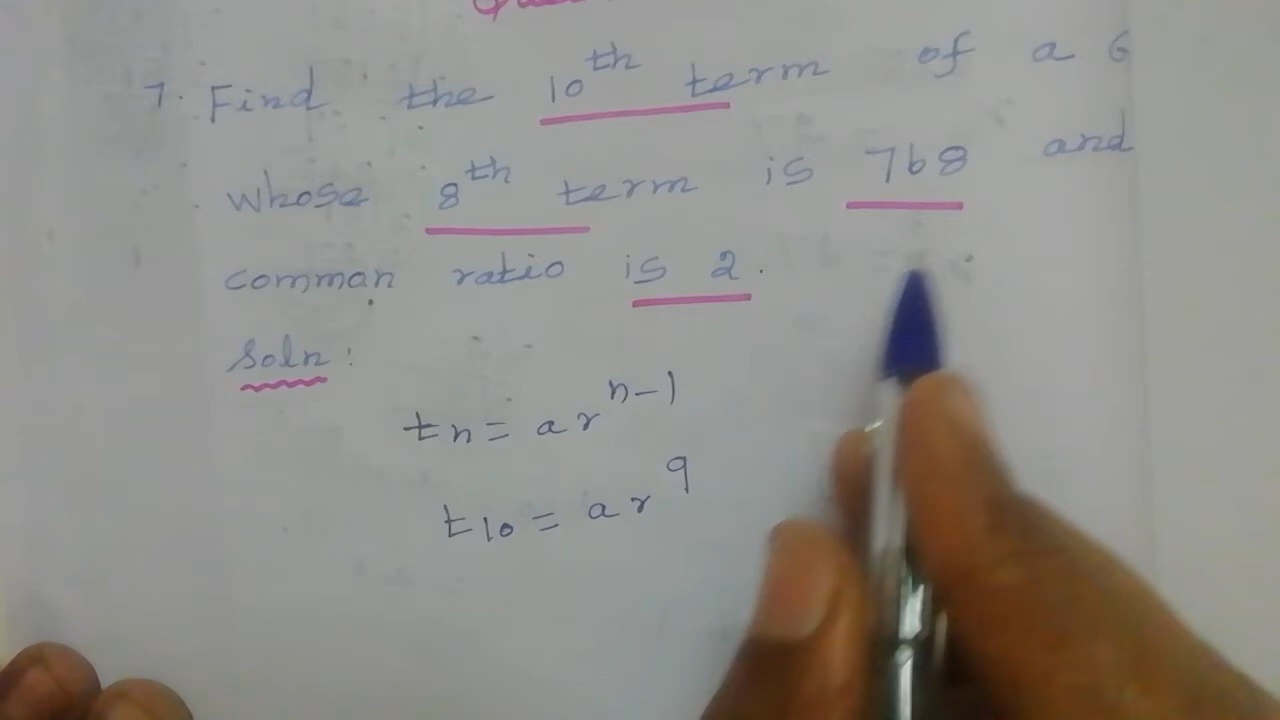 7. Find the 10th term of a G
whose 8th term is 768 and
common ratio is 2.
Soln:
tn = ar^n-1
t10 = ar^9